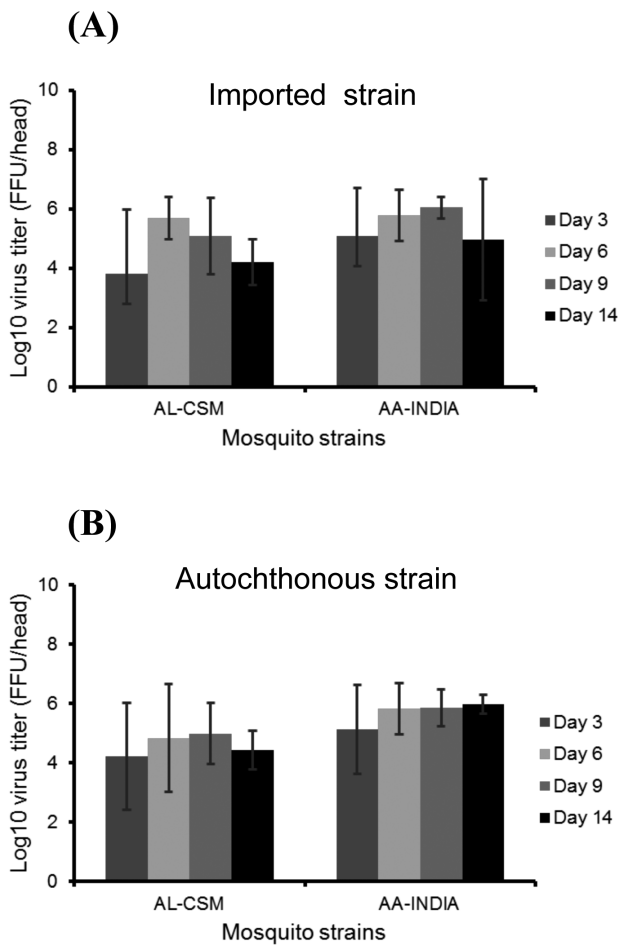 (A)
Imported strain
Log10 virus titer (FFU/head)
10
8
6
4
2
0
AL-CSM
AA-INDIA
Mosquito strains
Day 3
Day 6
Day 9
Day 14
(B)
Autochthonous strain
Log10 virus titer (FFU/head)
10
8
6
4
2
0
AL-CSM
AA-INDIA
Mosquito strains
Day 3
Day 6
Day 9
Day 14